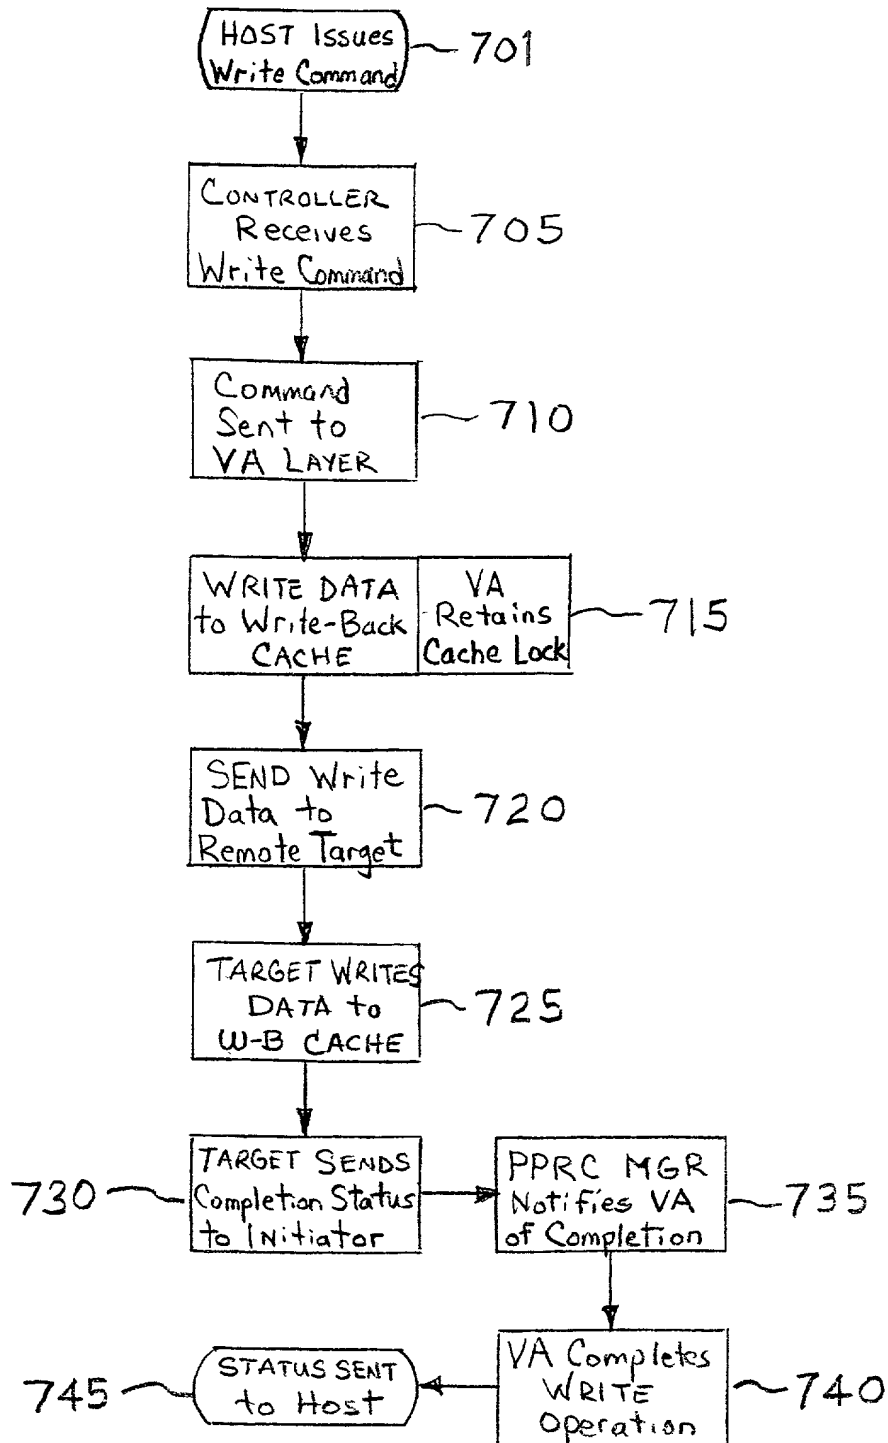 HOST Issues
Write Command
701
CONTROLLER
Receives
Write Command
705
Command
Sent to
VA LAYER
710
WRITE DATA
to Write-Back
CACHE
VA
Retains
Cache Lock
715
SEND Write
Data to
Remote Target
720
TARGET WRITES
DATA to
W-B CACHE
725
730
TARGET SENDS
Completion Status
to INitiator
PPRC MGR
Notifies VA
of Completion
735
745
STATUS SENT
to Host
VA Completes
WRITE
Operation
740